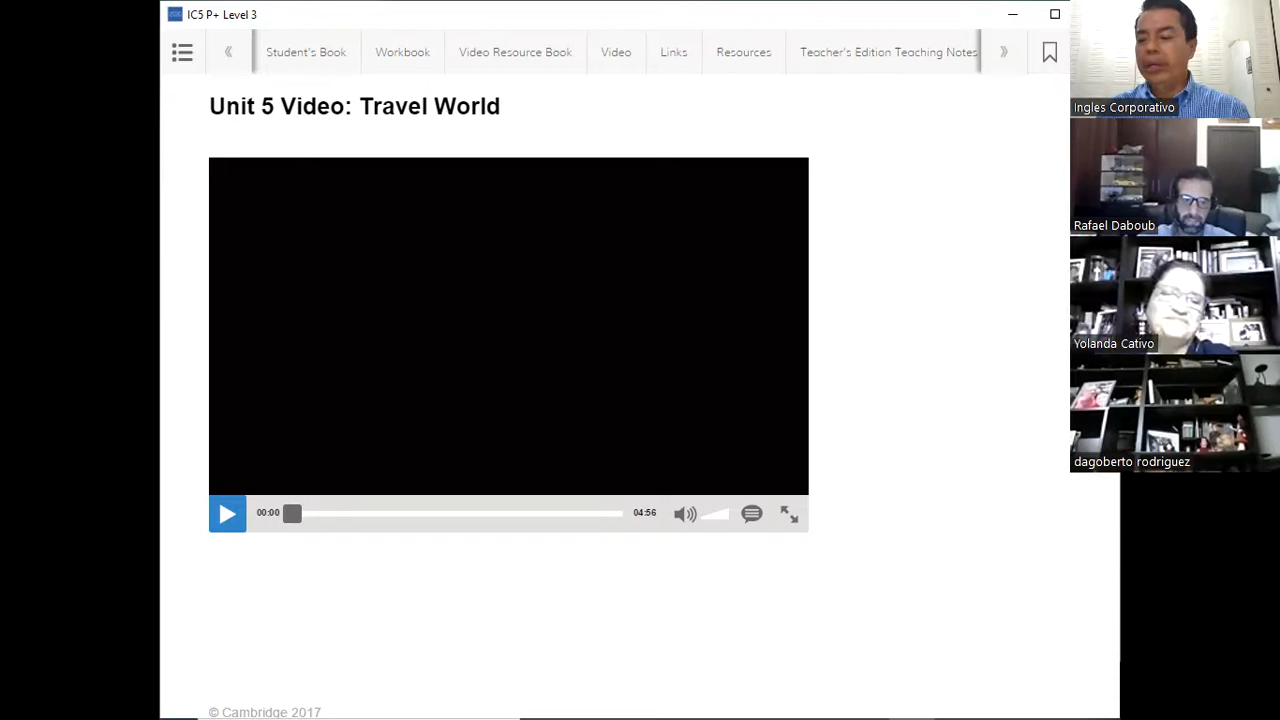 IC5 P+ Level 3
Student's Book Workbook Video Resource Book Video Links Resources Teacher's Edition Teaching Notes
Unit 5 Video: Travel World
00:00 04:56
© Cambridge 2017
Ingles Corporativo
Rafael Daboub
Yolanda Cativo
dagoberto rodriguez